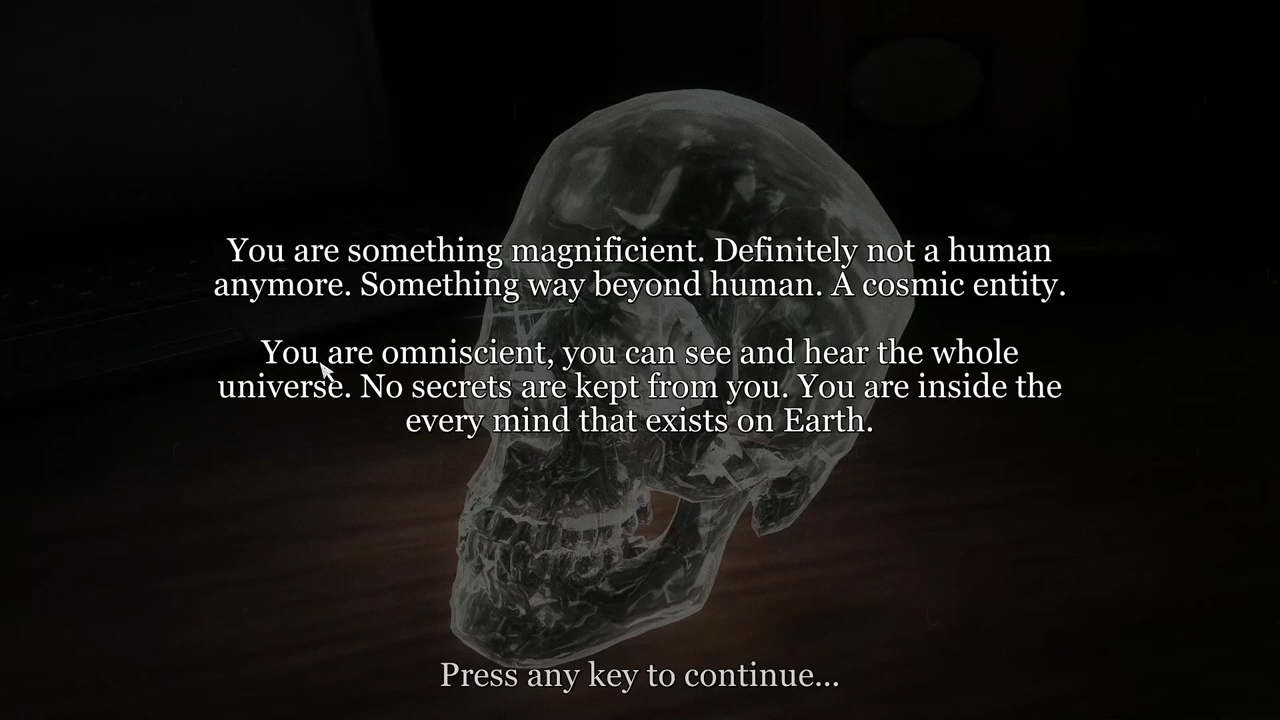 You are something magnificient. Definitely not a human
anymore. Something way beyond human. A cosmic entity.
You are omniscient, you can see and hear the whole
universe. No secrets are kept from you. You are inside the
every mind that exists on Earth.
Press any key to continue...